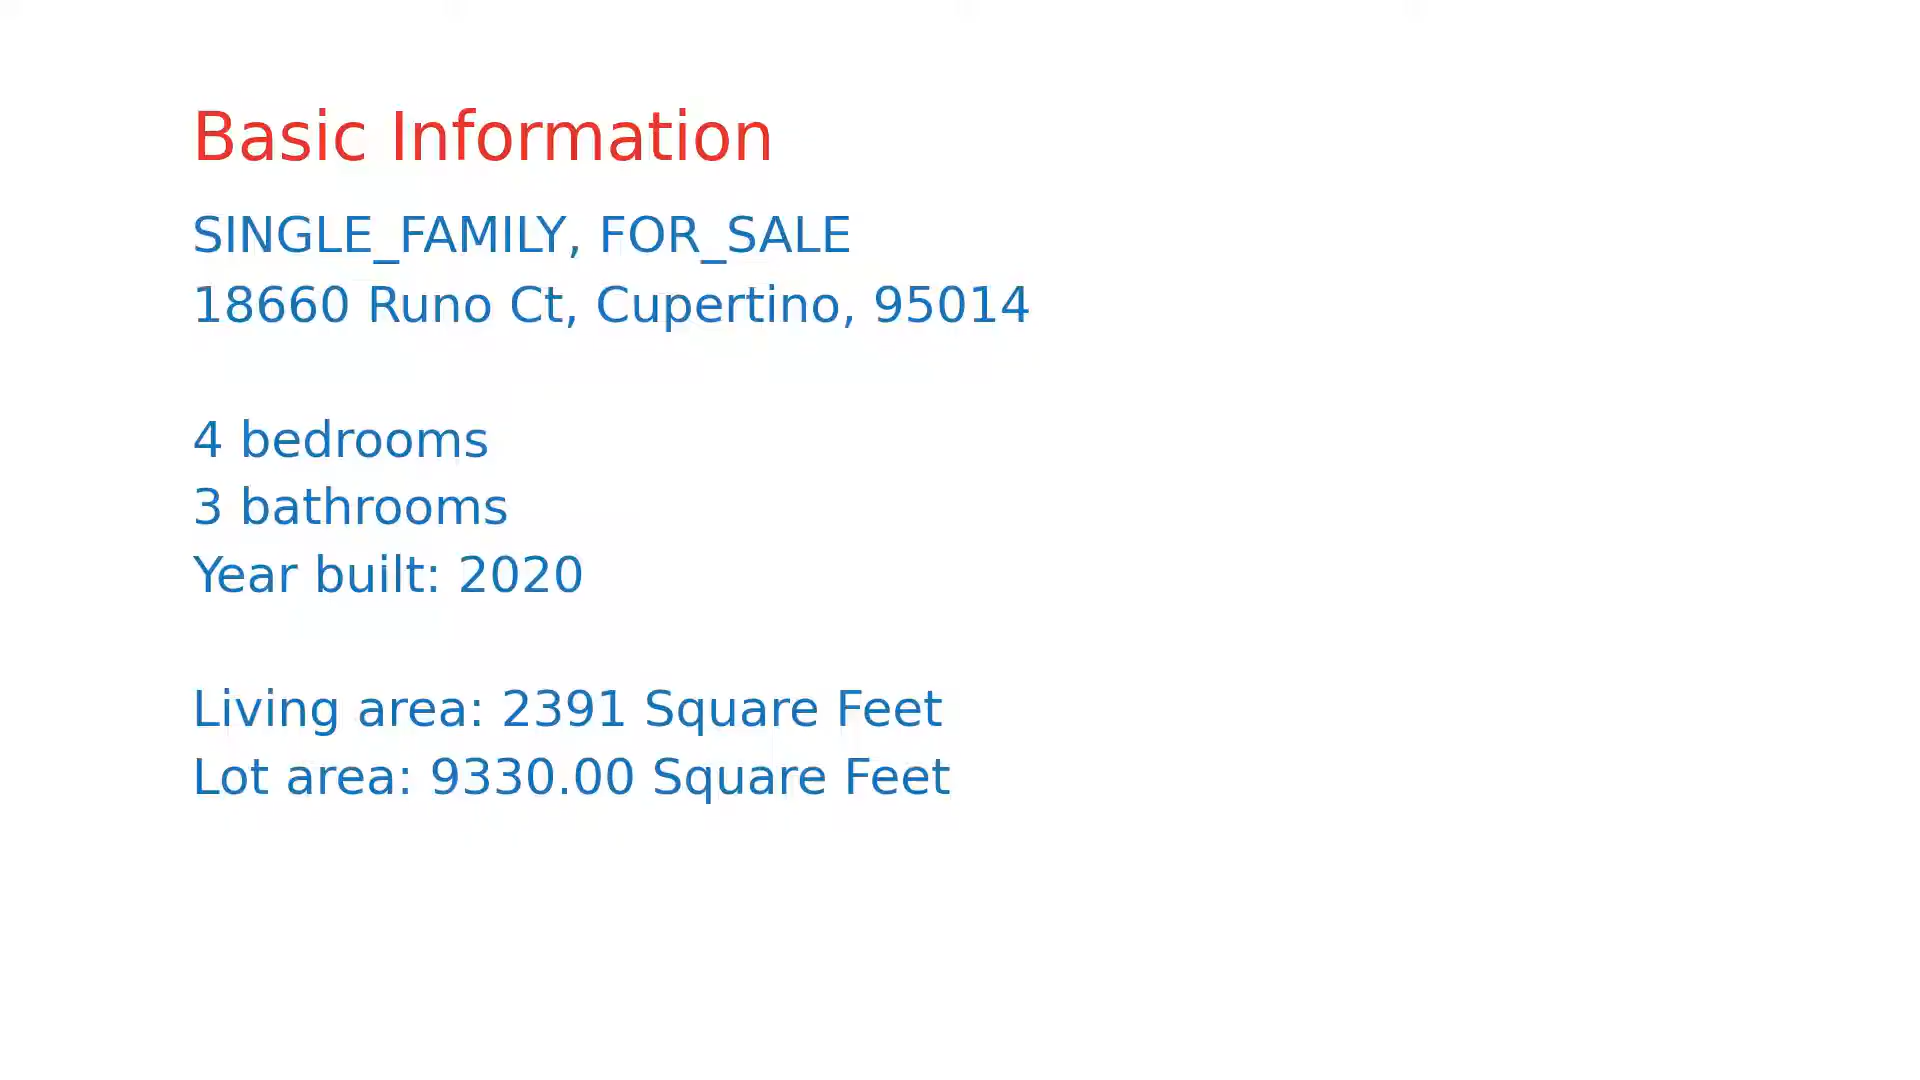 Basic Information
SINGLE_FAMILY, FOR_SALE
18660 Runo Ct, Cupertino, 95014
4 bedrooms
3 bathrooms
Year built: 2020
Living area: 2391 Square Feet
Lot area: 9330.00 Square Feet